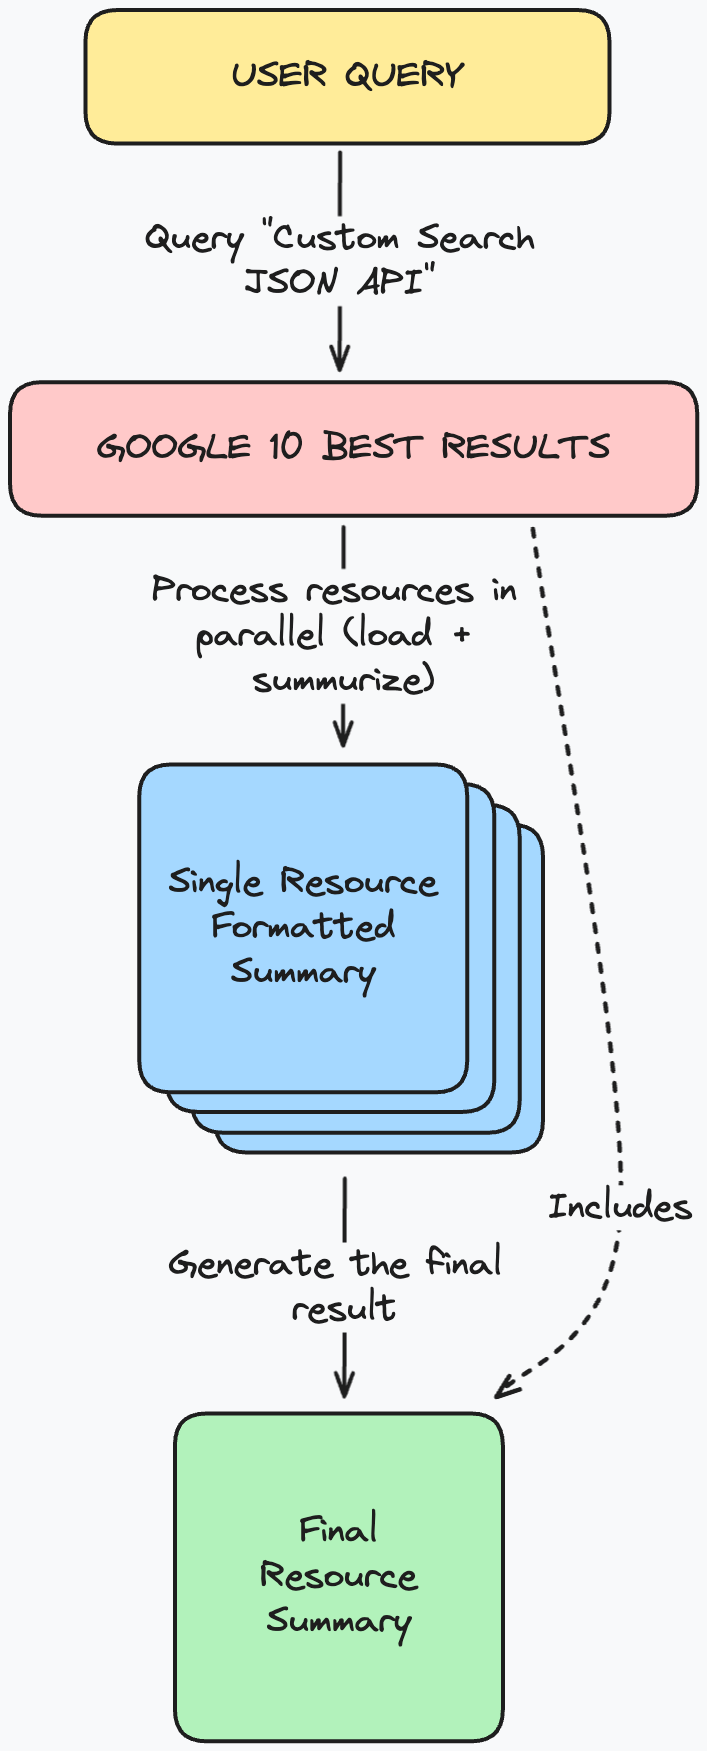 USER QUERY
Query "Custom Search
JSON API"
GOOGLE 10 BEST RESULTS
Process resources in
parallel (load +
summurize)
Single Resource
Formatted
Summary
Includes
Generate the final
result
Final
Resource
Summary